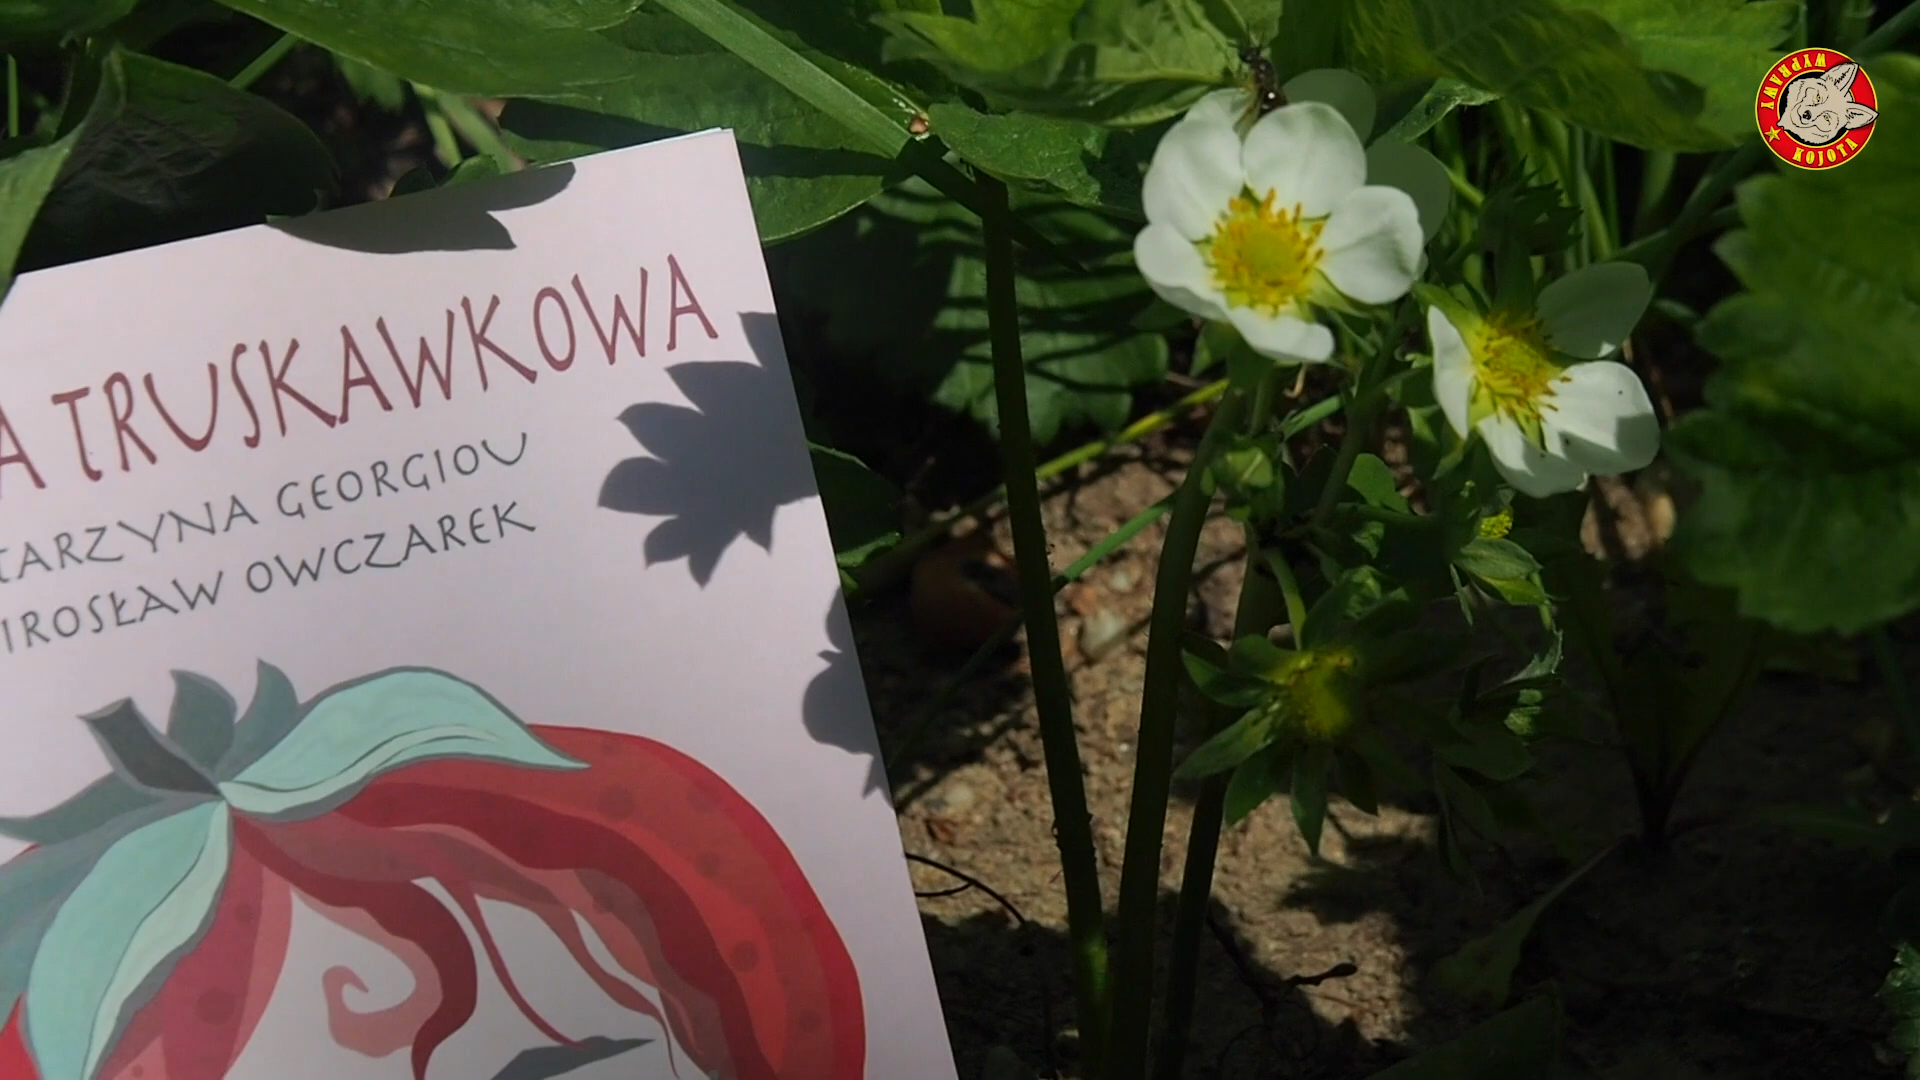 A TRUSKAWKOWA
TARZYNA GEORGIOU
IROSŁAW OWCZAREK
WYPRAWY
KOJOTA